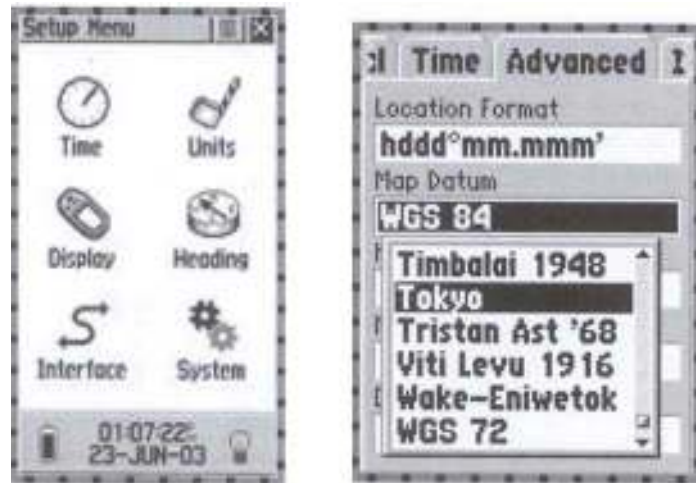 Setup Menu
Time
Units
Display
Heading
Interface
System
01:07:22
23-JUN-03
Time
Advanced
Location Format
hddd°mm.mmm'
Map Datum
WGS 84
Timbalai 1948
Tokyo
Tristan Ast '68
Viti Levu 1916
Wake-Eniwetok
WGS 72